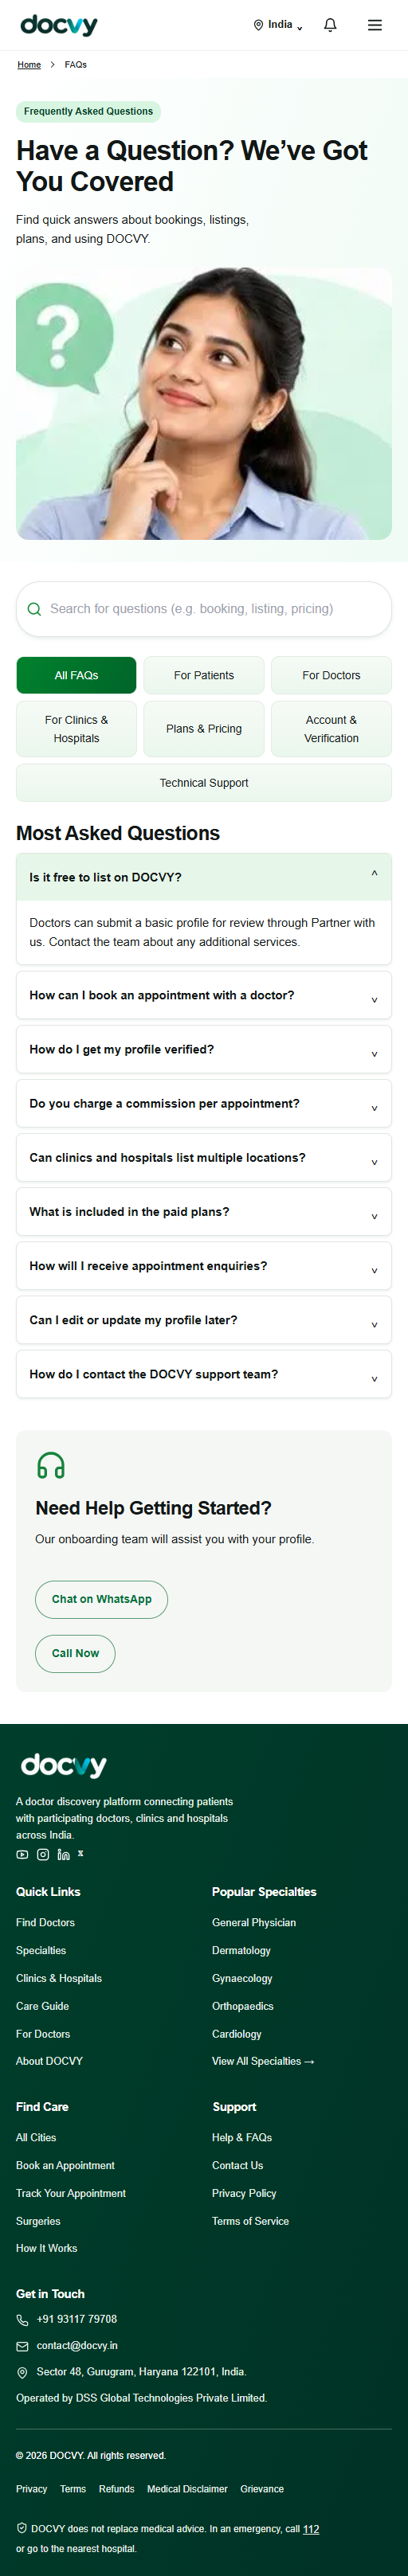 docvy
India
Home > FAQs
Frequently Asked Questions
Have a Question? We’ve Got
You Covered
Find quick answers about bookings, listings,
plans, and using DOCVY.
?
Search for questions (e.g. booking, listing, pricing)
All FAQs
For Patients
For Doctors
For Clinics &
Hospitals
Plans & Pricing
Account &
Verification
Technical Support
Most Asked Questions
Is it free to list on DOCVY?
Doctors can submit a basic profile for review through Partner with
us. Contact the team about any additional services.
How can I book an appointment with a doctor?
How do I get my profile verified?
Do you charge a commission per appointment?
Can clinics and hospitals list multiple locations?
What is included in the paid plans?
How will I receive appointment enquiries?
Can I edit or update my profile later?
How do I contact the DOCVY support team?
Need Help Getting Started?
Our onboarding team will assist you with your profile.
Chat on WhatsApp
Call Now
docvy
A doctor discovery platform connecting patients
with participating doctors, clinics and hospitals
across India.
X
Quick Links
Find Doctors
Specialties
Clinics & Hospitals
Care Guide
For Doctors
About DOCVY
Popular Specialties
General Physician
Dermatology
Gynaecology
Orthopaedics
Cardiology
View All Specialties →
Find Care
All Cities
Book an Appointment
Track Your Appointment
Surgeries
How It Works
Support
Help & FAQs
Contact Us
Privacy Policy
Terms of Service
Get in Touch
+91 93117 79708
contact@docvy.in
Sector 48, Gurugram, Haryana 122101, India.
Operated by DSS Global Technologies Private Limited.
© 2026 DOCVY. All rights reserved.
Privacy Terms Refunds Medical Disclaimer Grievance
DOCVY does not replace medical advice. In an emergency, call 112
or go to the nearest hospital.